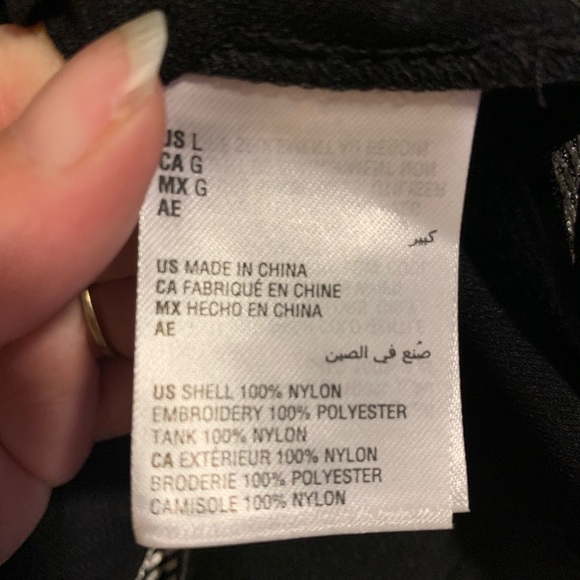 US L
CA G
MX G
AE
كبير
US MADE IN CHINA
CA FABRIQUÉ EN CHINE
MX HECHO EN CHINA
AE
صُنع في الصين
US SHELL 100% NYLON
EMBROIDERY 100% POLYESTER
TANK 100% NYLON
CA EXTÉRIEUR 100% NYLON
BRODERIE 100% POLYESTER
CAMISOLE 100% NYLON